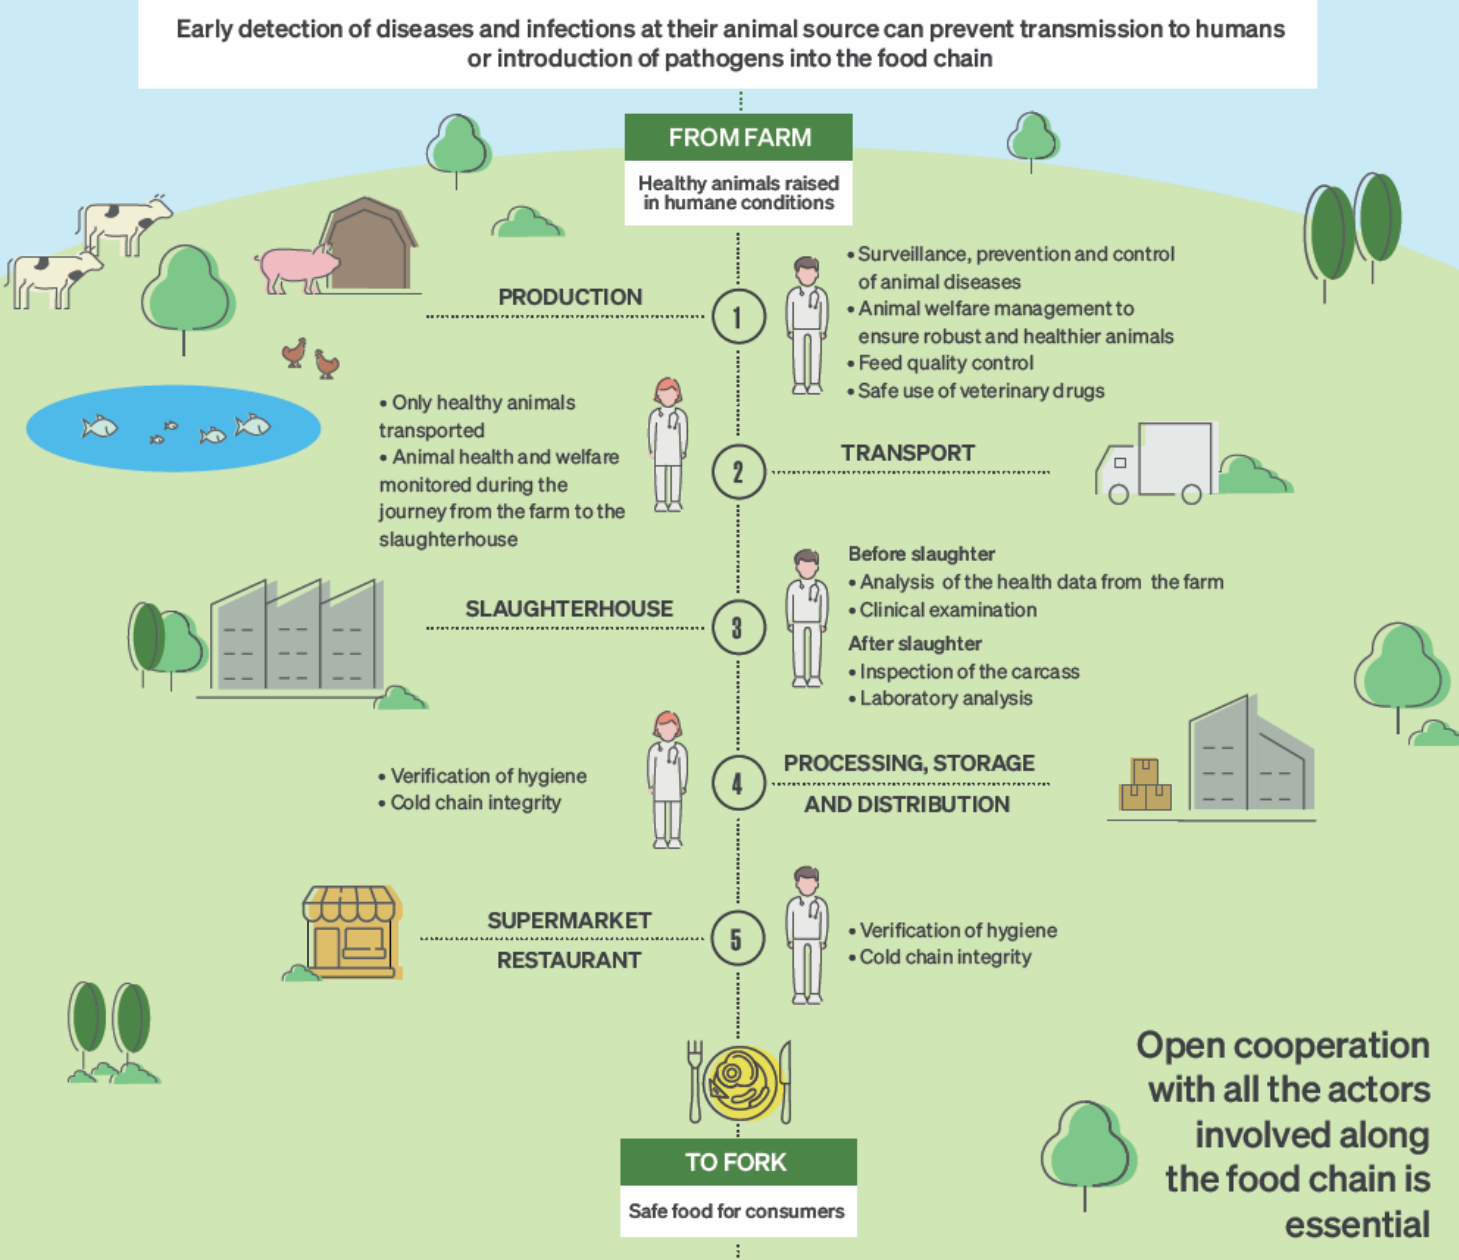 Early detection of diseases and infections at their animal source can prevent transmission to humans
or introduction of pathogens into the food chain
FROM FARM
Healthy animals raised
in humane conditions
PRODUCTION
1
• Surveillance, prevention and control
of animal diseases
• Animal welfare management to
ensure robust and healthier animals
• Feed quality control
• Safe use of veterinary drugs
• Only healthy animals
transported
• Animal health and welfare
monitored during the
journey from the farm to the
slaughterhouse
2
TRANSPORT
SLAUGHTERHOUSE
3
Before slaughter
• Analysis of the health data from the farm
• Clinical examination
After slaughter
• Inspection of the carcass
• Laboratory analysis
• Verification of hygiene
• Cold chain integrity
4
PROCESSING, STORAGE
AND DISTRIBUTION
SUPERMARKET
RESTAURANT
5
• Verification of hygiene
• Cold chain integrity
TO FORK
Safe food for consumers
Open cooperation
with all the actors
involved along
the food chain is
essential